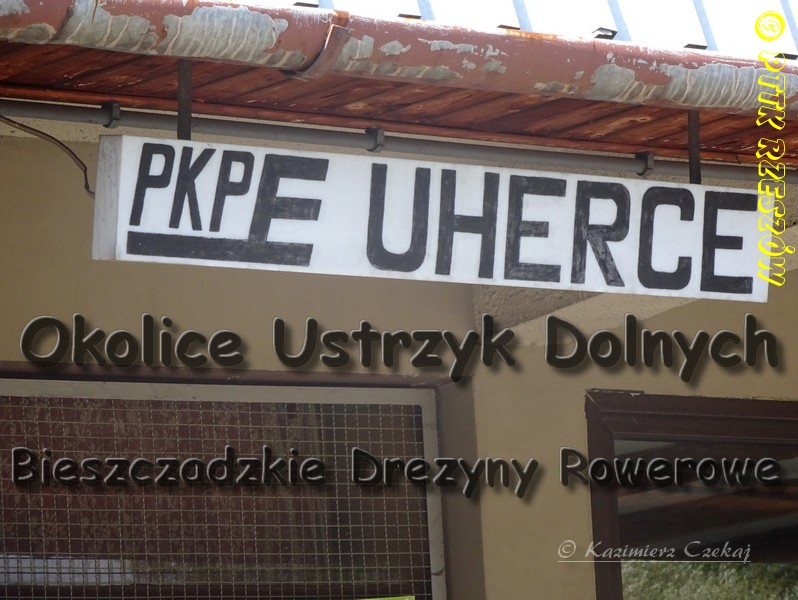 PKPE UHERCE
© PTTK RZESZÓW
Okolice Ustrzyk Dolnych
Bieszczadzkie Drezyny Rowerowe
© Kazimierz Czekaj